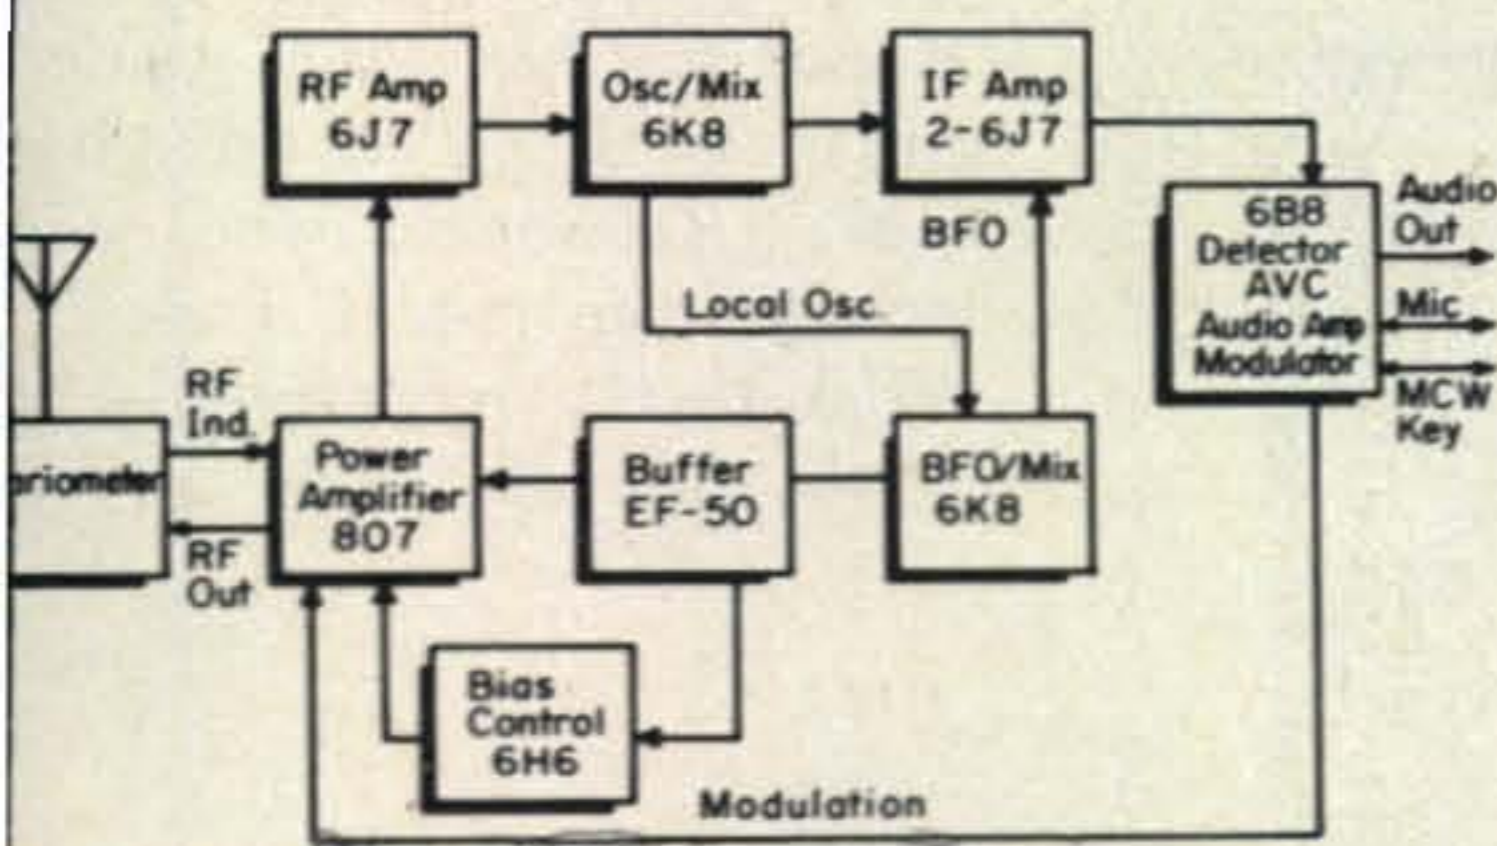 RF Amp
6J7
Osc/Mix
6K8
IF Amp
2-6J7
BFO
6B8
Detector
AVC
Audio Amp
Modulator
Audio
Out
Mic
MCW
Key
Local Osc.
RF
Ind.
RF
Out
ariometer
Power
Amplifier
807
Buffer
EF-50
BFO/Mix
6K8
Bias
Control
6H6
Modulation